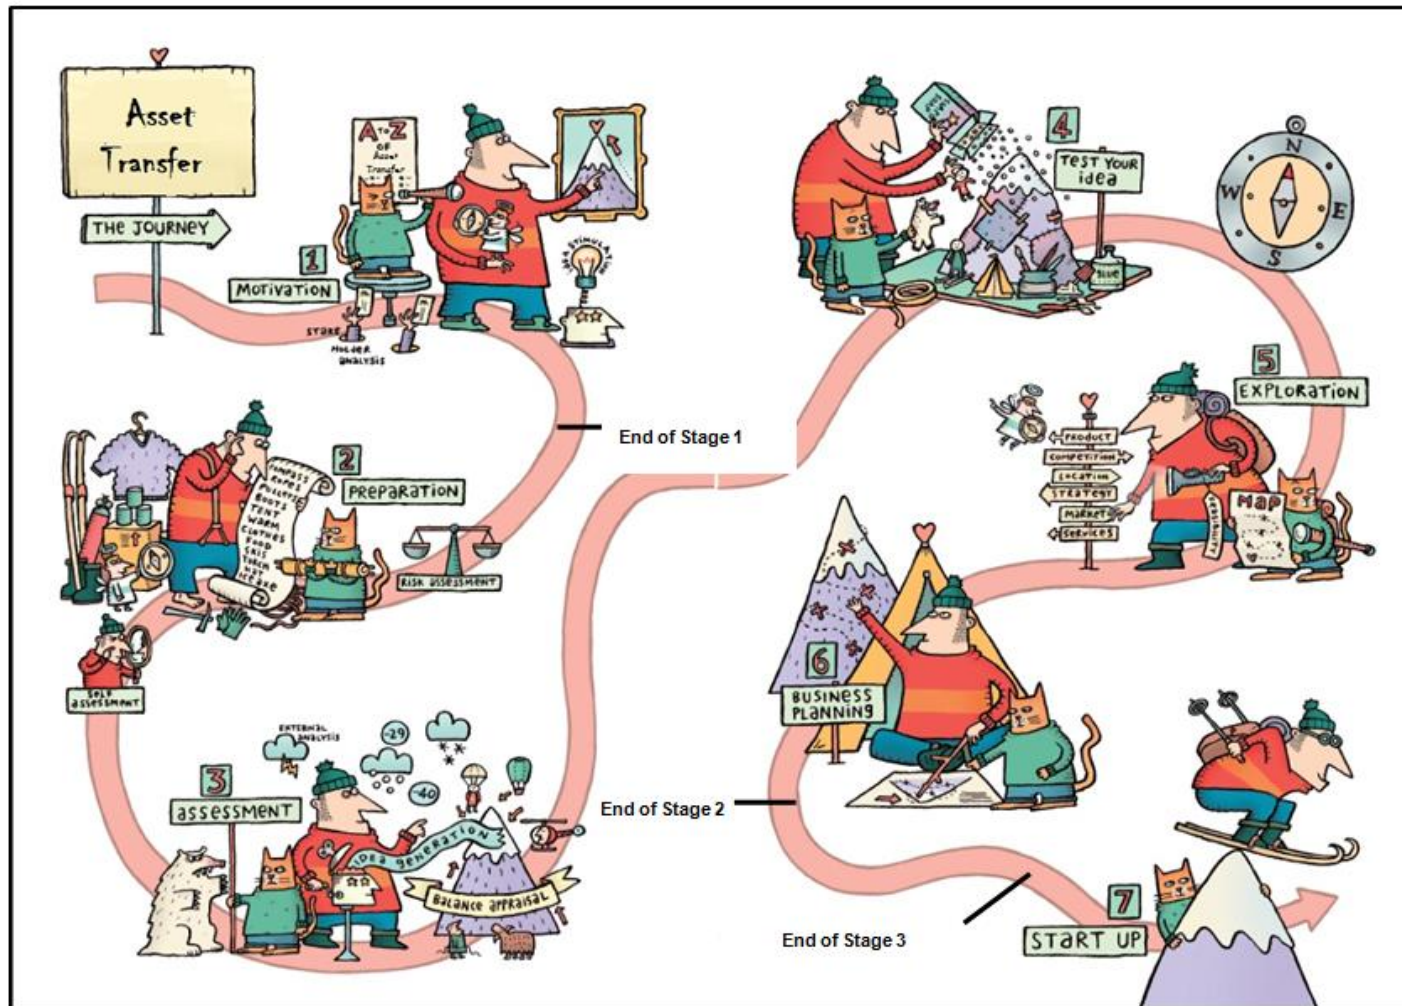 Asset
Transfer
THE JOURNEY
1
MOTIVATION
A TO Z
OF
Asset
Transfer
STAKE
HOLDER
ANALYSIS
IDEA STIMULATION
End of Stage 1
2
PREPARATION
COMPASS
ROPES
PULLEYS
BOOTS
TENT
WARM
CLOTHES
FOOD
SKIS
TORCH
HAT
ICE AXE
RISK ASSESSMENT
SELF
ASSESSMENT
3
ASSESSMENT
EXTERNAL
ANALYSIS
-29
-40
IDEA GENERATION
BALANCE APPRAISAL
4
TEST YOUR
IDEA
GLUE
N
W
E
S
5
EXPLORATION
PRODUCT
COMPETITION
LOCATION
STRATEGY
MARKET
SERVICES
FEASIBILITY
MAP
6
BUSINESS
PLANNING
End of Stage 2
End of Stage 3
7
START UP